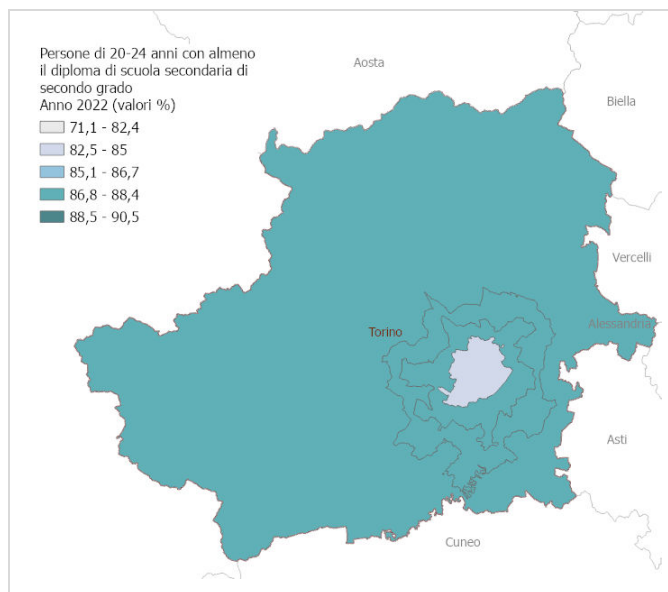 Persone di 20-24 anni con almeno
il diploma di scuola secondaria di
secondo grado
Anno 2022 (valori %)
71,1 - 82,4
82,5 - 85
85,1 - 86,7
86,8 - 88,4
88,5 - 90,5
Aosta
Biella
Vercelli
Alessandria
Torino
Asti
Cuneo